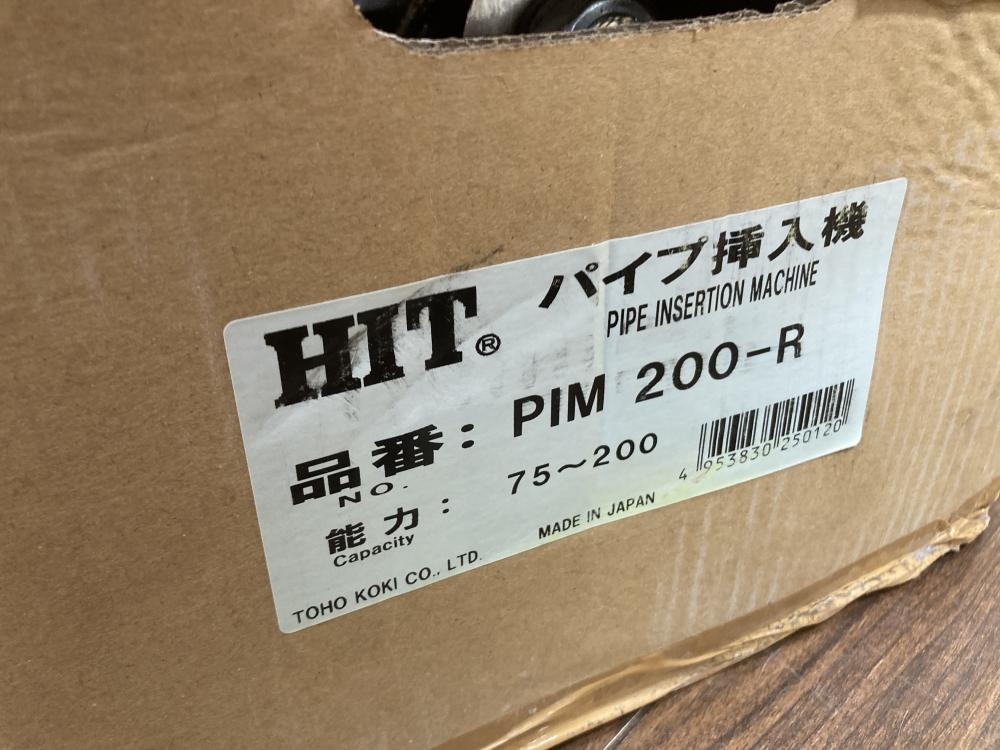 HIT®
パイプ挿入機
PIPE INSERTION MACHINE
品番: PIM 200-R
NO.
能力: 75~200
Capacity
4 953830 250120
MADE IN JAPAN
TOHO KOKI CO., LTD.